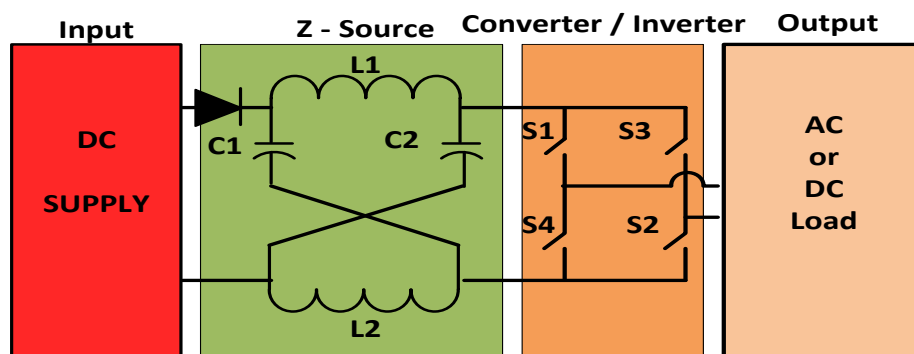 Input
Z - Source
Converter / Inverter
Output
L1
C1
C2
S1
S3
DC
SUPPLY
AC
or
DC
Load
S4
S2
L2